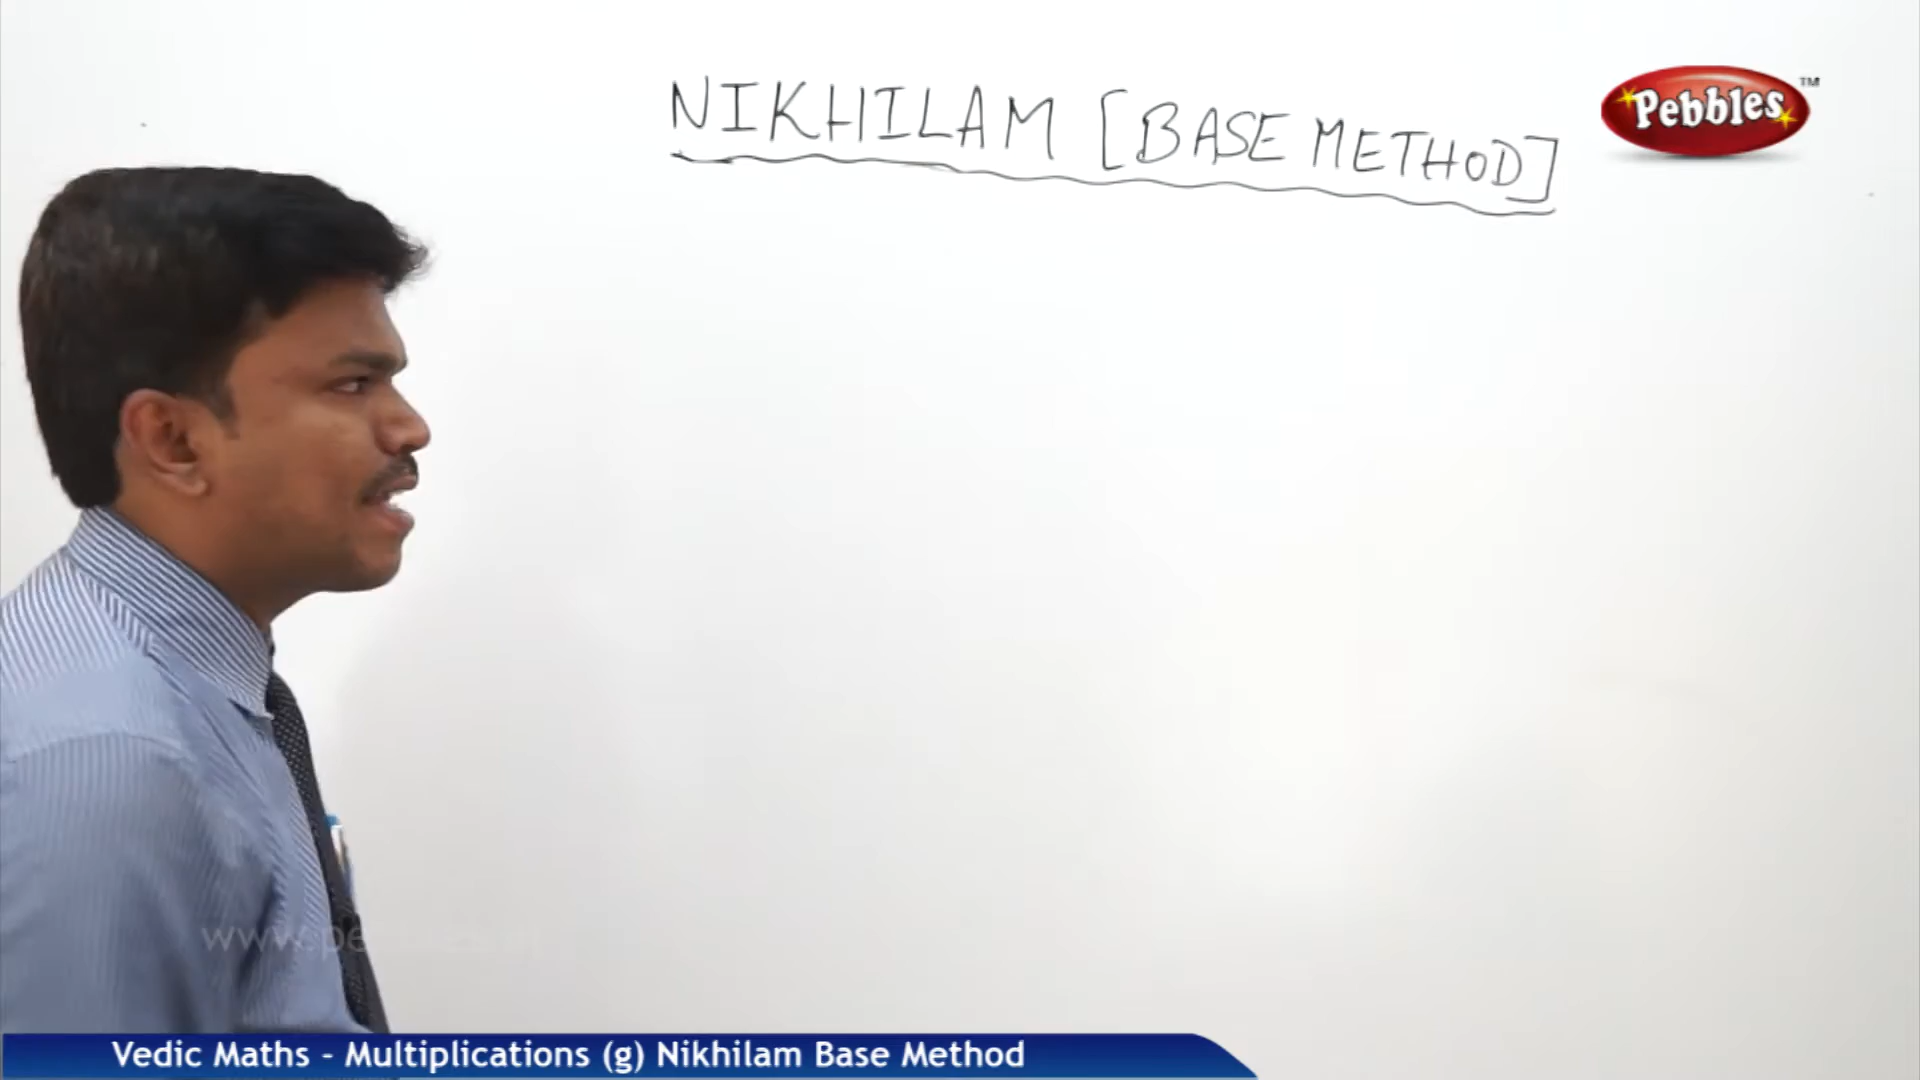 NIKHILAM [BASE METHOD]
Pebbles TM
Vedic Maths - Multiplications (g) Nikhilam Base Method